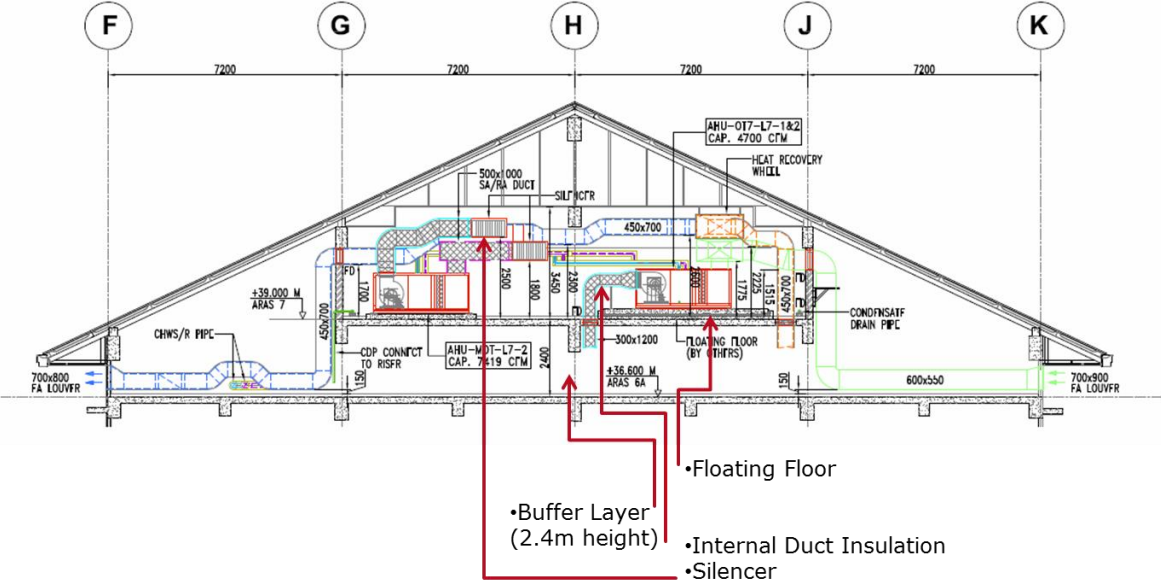 F G H J K
7200 7200 7200 7200
AHU-OT7-L7-1&2
CAP. 4700 CFM
HEAT RECOVERY
WHEEL
500x1000
SA/RA DUCT
SILENCER
450x700
FD
1700
2500
1800
3450
2300
2600
1775
2225
1515
450x700
+39.000 M
ARAS 7
450x700
CONDENSATE
DRAIN PIPE
CHWS/R PIPE
CDP CONNECT
TO RISER
AHU-MOT-L7-2
CAP. 7419 CFM
2400
300x1200
FLOATING FLOOR
(BY OTHERS)
+36.600 M
ARAS 6A
700x800
FA LOUVER
150
150
600x550
700x900
FA LOUVER
•Floating Floor
•Buffer Layer
(2.4m height)
•Internal Duct Insulation
•Silencer